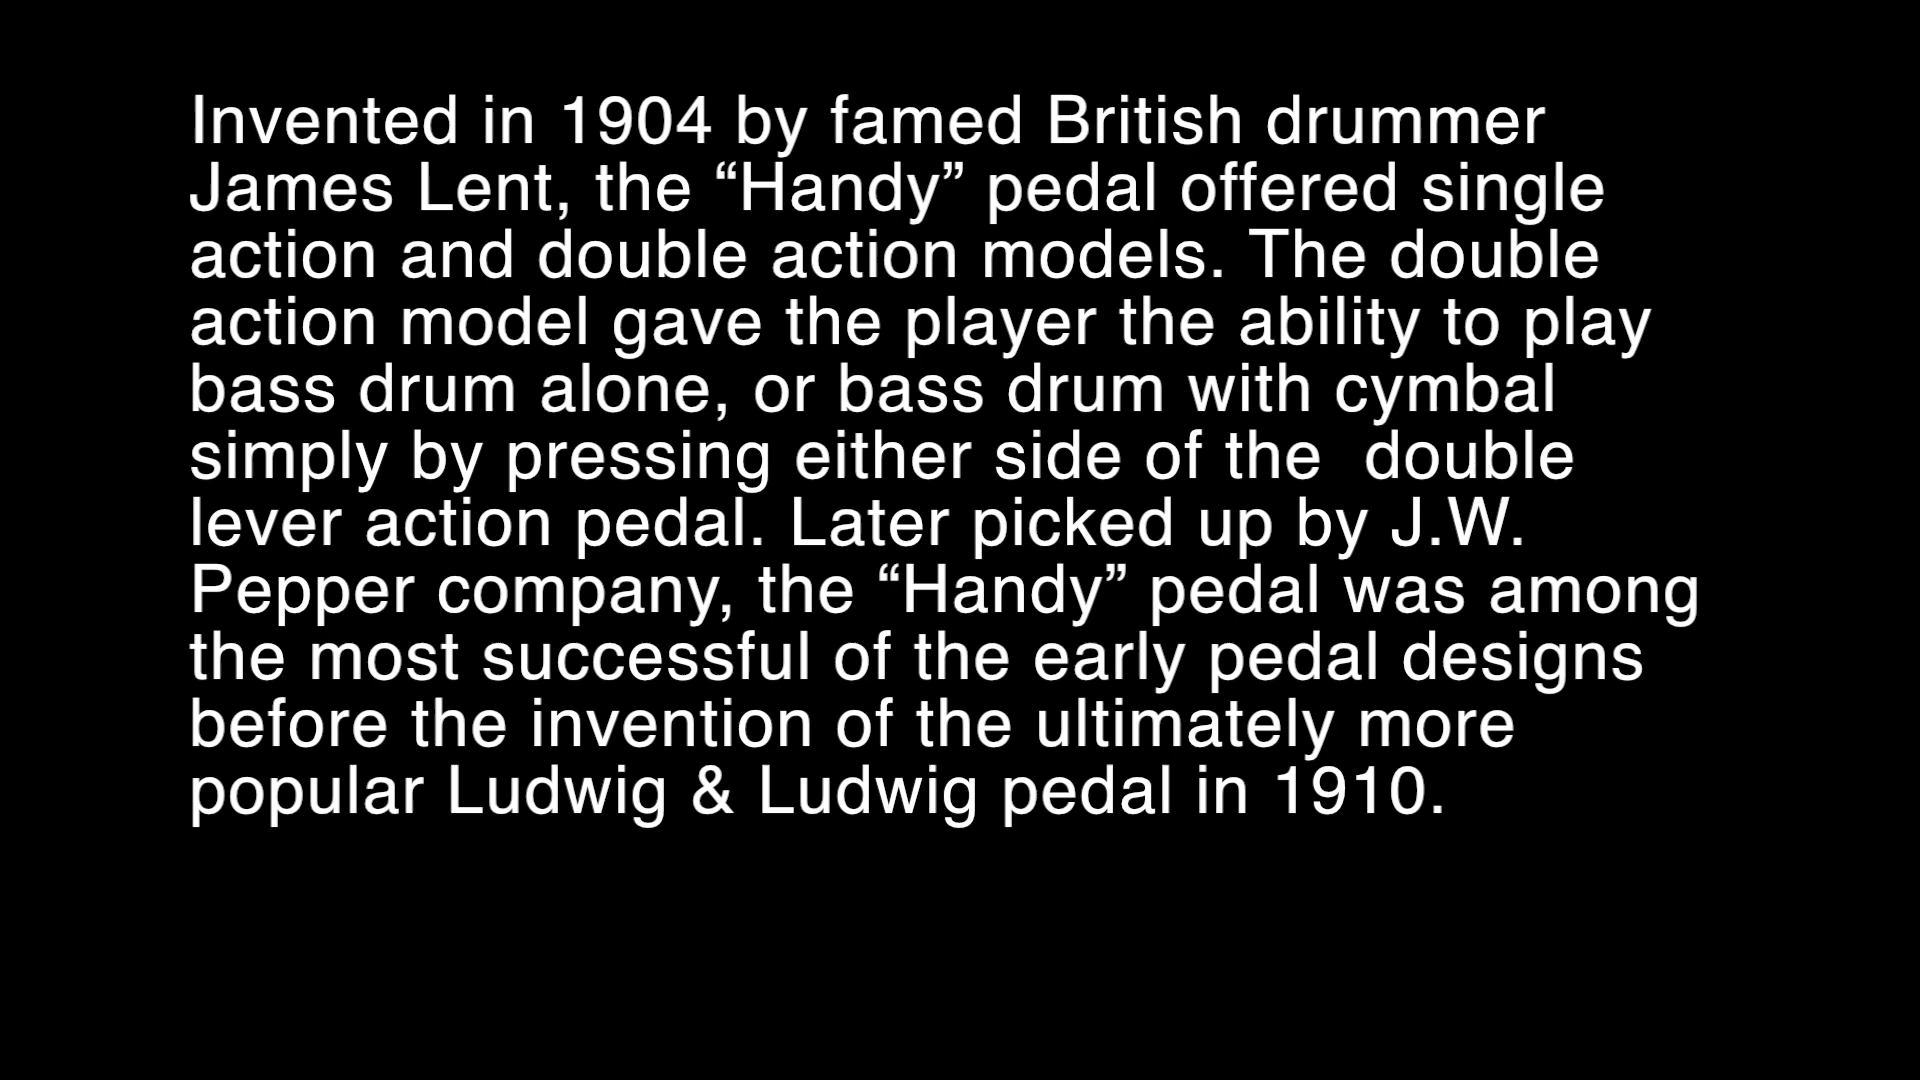 Invented in 1904 by famed British drummer
James Lent, the “Handy” pedal offered single
action and double action models. The double
action model gave the player the ability to play
bass drum alone, or bass drum with cymbal
simply by pressing either side of the  double
lever action pedal. Later picked up by J.W.
Pepper company, the “Handy” pedal was among
the most successful of the early pedal designs
before the invention of the ultimately more
popular Ludwig & Ludwig pedal in 1910.